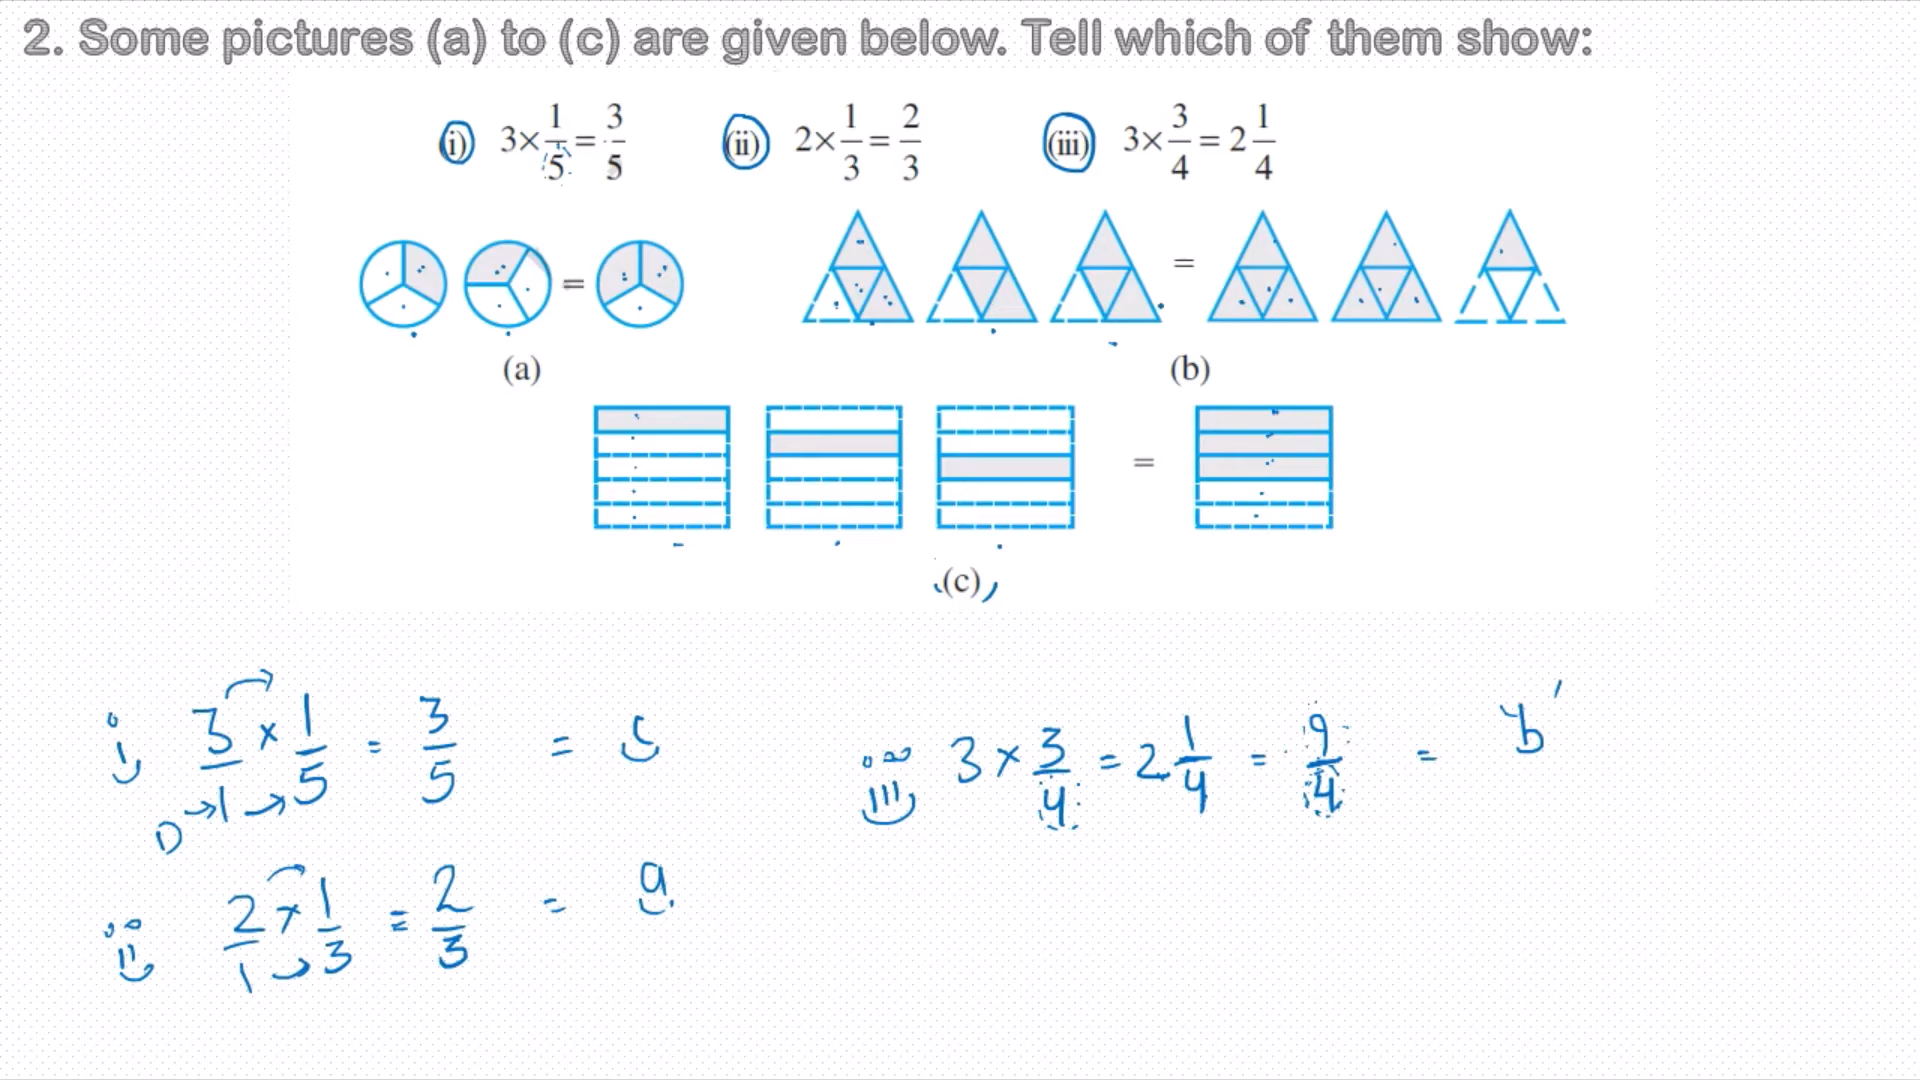 2. Some pictures (a) to (c) are given below. Tell which of them show:
(i) 3×1/5=3/5 (ii) 2×1/3=2/3 (iii) 3×3/4=2 1/4
=
=
(a) (b)
=
(c)
i 3/1 × 1/5 = 3/5 = c
D → 1 →
iii 3 × 3/4 = 2 1/4 = 9/4 = b
ii 2/1 × 1/3 = 2/3 = a